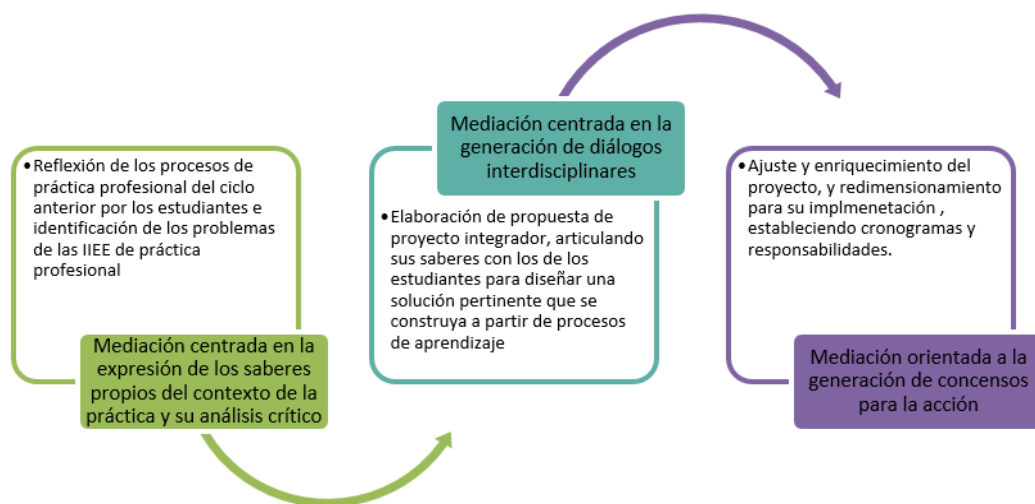 •Reflexión de los procesos de
práctica profesional del ciclo
anterior por los estudiantes e
identificación de los problemas
de las IIEE de práctica
profesional
Mediación centrada en la
expresión de los saberes
propios del contexto de la
práctica y su análisis crítico
Mediación centrada en la
generación de diálogos
interdisciplinares
•Elaboración de propuesta de
proyecto integrador, articulando
sus saberes con los de los
estudiantes para diseñar una
solución pertinente que se
construya a partir de procesos
de aprendizaje
•Ajuste y enriquecimiento del
proyecto, y redimensionamiento
para su implmenetación ,
estableciendo cronogramas y
responsabilidades.
Mediación orientada a la
generación de concensos
para la acción